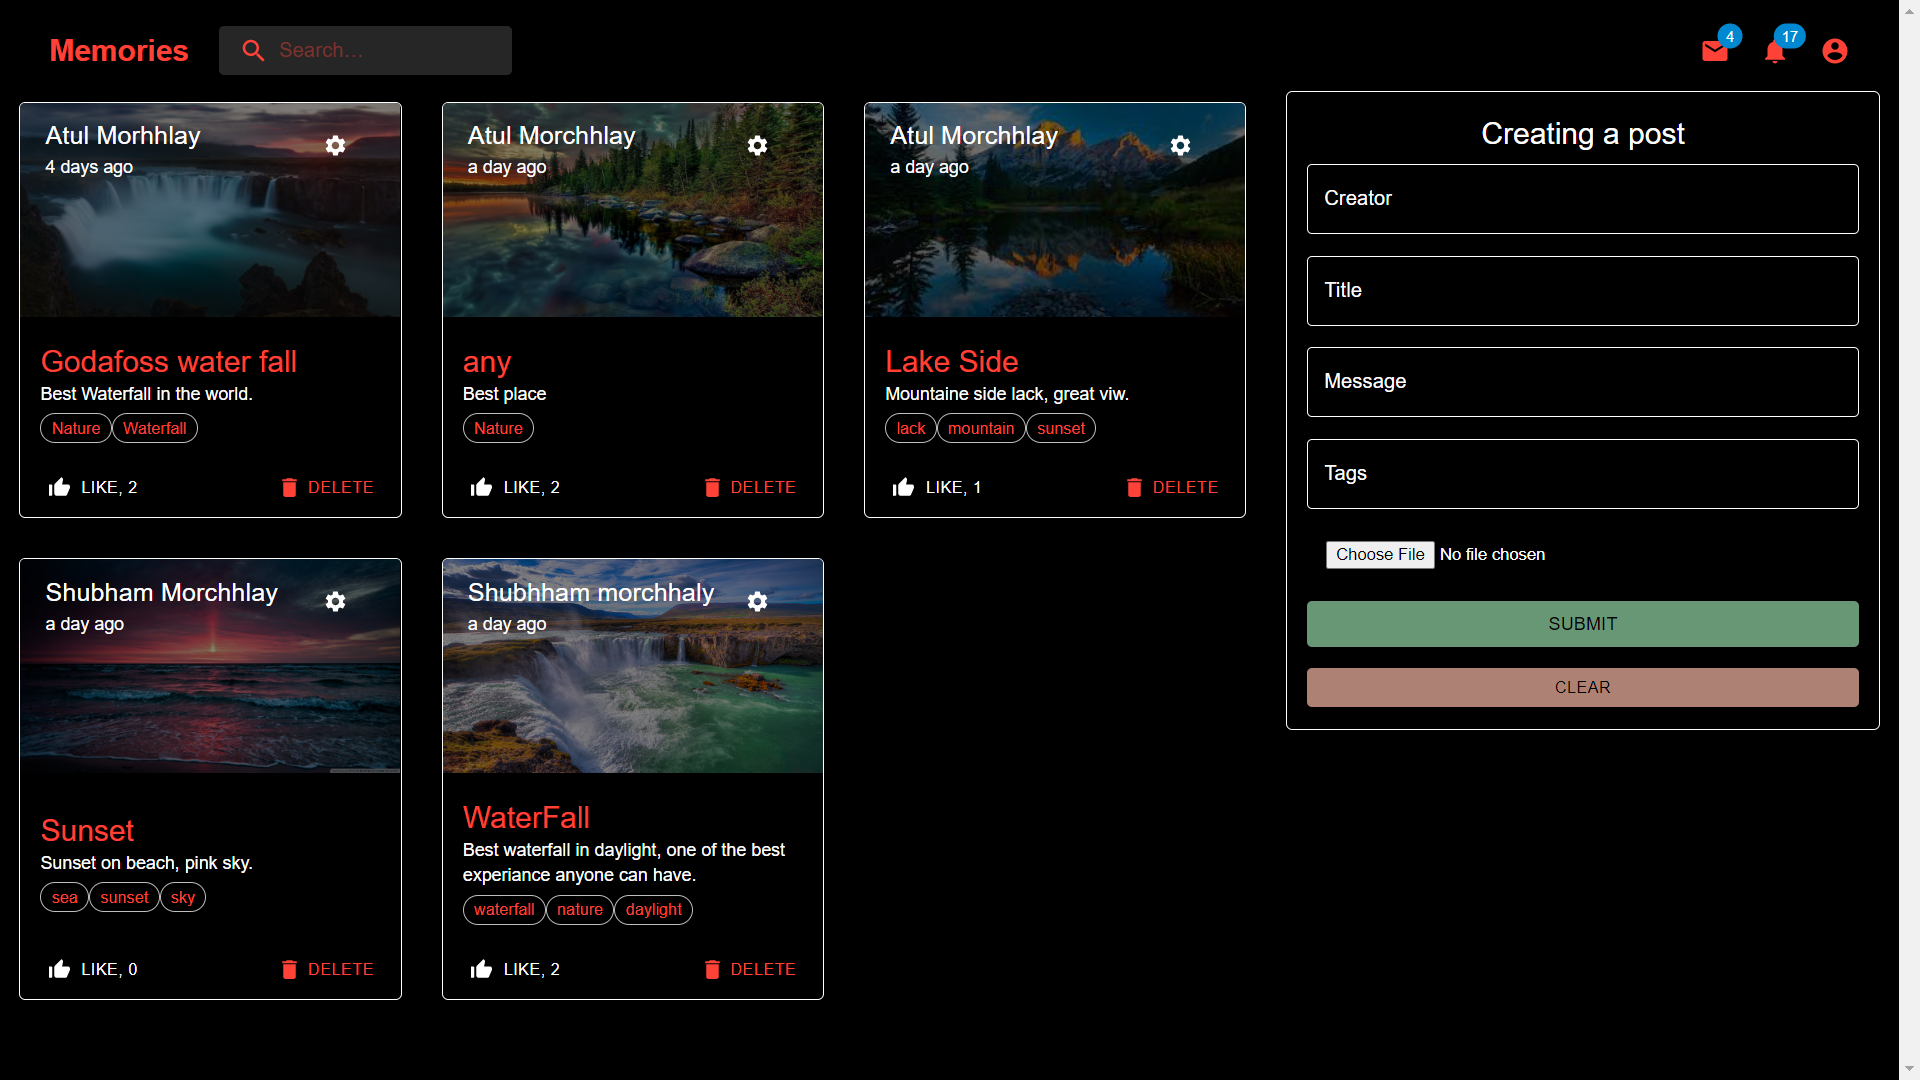 Memories
Search...
4
17
Atul Morhhlay
4 days ago
Godafoss water fall
Best Waterfall in the world.
Nature Waterfall
LIKE, 2 DELETE
Atul Morchhlay
a day ago
any
Best place
Nature
LIKE, 2 DELETE
Atul Morchhlay
a day ago
Lake Side
Mountaine side lack, great viw.
lack mountain sunset
LIKE, 1 DELETE
Shubham Morchhlay
a day ago
Sunset
Sunset on beach, pink sky.
sea sunset sky
LIKE, 0 DELETE
Shubhham morchhaly
a day ago
WaterFall
Best waterfall in daylight, one of the best
experiance anyone can have.
waterfall nature daylight
LIKE, 2 DELETE
Creating a post
Creator
Title
Message
Tags
Choose File No file chosen
SUBMIT
CLEAR